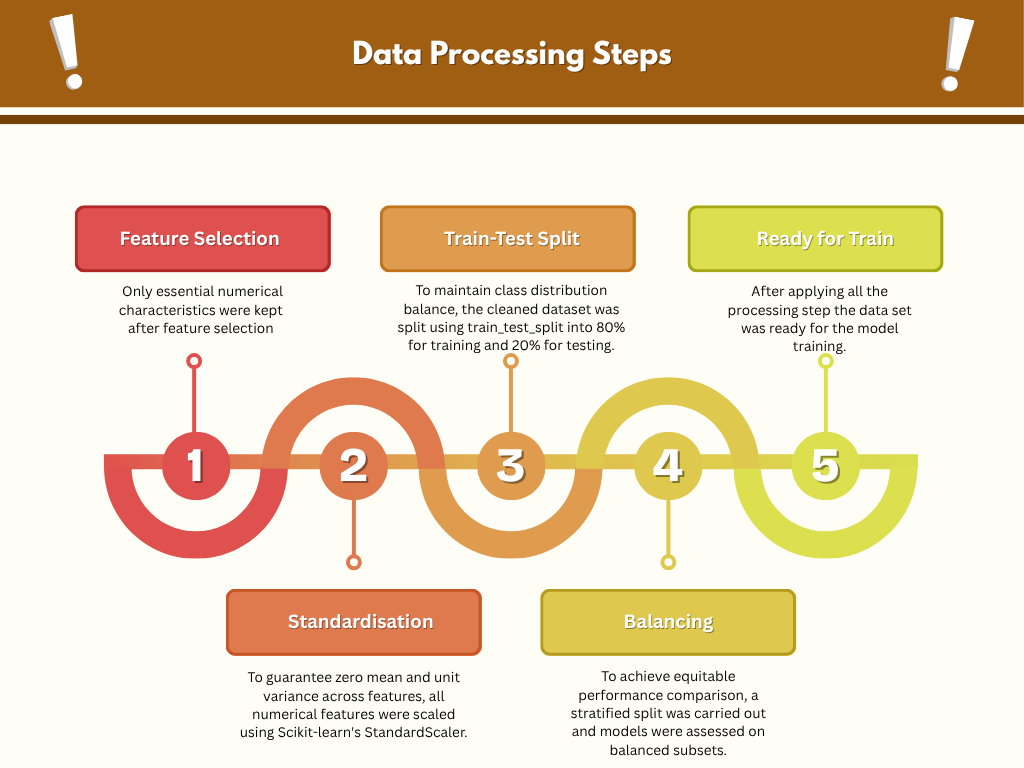 Data Processing Steps
Feature Selection
Only essential numerical
characteristics were kept
after feature selection
Train-Test Split
To maintain class distribution
balance, the cleaned dataset was
split using train_test_split into 80%
for training and 20% for testing.
Ready for Train
After applying all the
processing step the data set
was ready for the model
training.
1
2
3
4
5
Standardisation
To guarantee zero mean and unit
variance across features, all
numerical features were scaled
using Scikit-learn's StandardScaler.
Balancing
To achieve equitable
performance comparison, a
stratified split was carried out
and models were assessed on
balanced subsets.